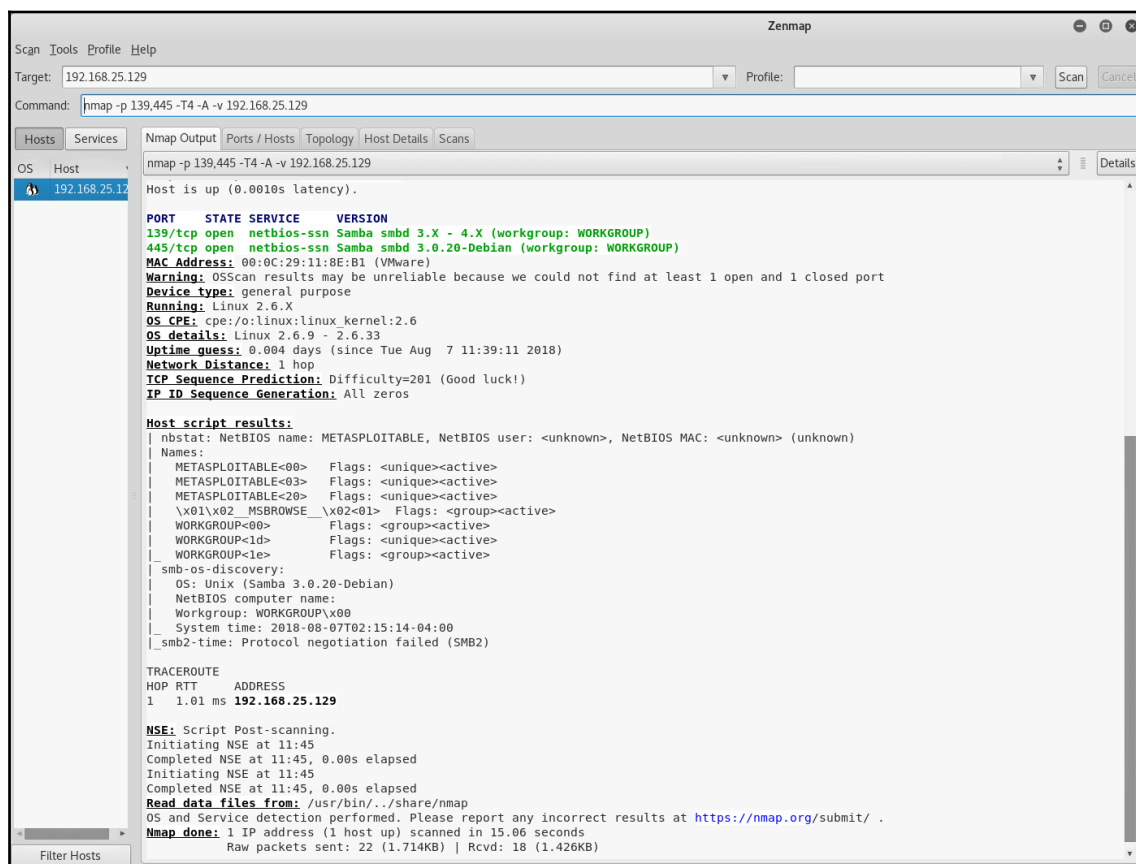 Zenmap
Scan Tools Profile Help
Target: 192.168.25.129 Profile: Scan Cancel
Command: nmap -p 139,445 -T4 -A -v 192.168.25.129
Hosts Services Nmap Output Ports / Hosts Topology Host Details Scans
OS Host nmap -p 139,445 -T4 -A -v 192.168.25.129 Details
192.168.25.12 Host is up (0.0010s latency).
PORT STATE SERVICE VERSION
139/tcp open netbios-ssn Samba smbd 3.X - 4.X (workgroup: WORKGROUP)
445/tcp open netbios-ssn Samba smbd 3.0.20-Debian (workgroup: WORKGROUP)
MAC Address: 00:0C:29:11:8E:B1 (VMware)
Warning: OSScan results may be unreliable because we could not find at least 1 open and 1 closed port
Device type: general purpose
Running: Linux 2.6.X
OS CPE: cpe:/o:linux:linux_kernel:2.6
OS details: Linux 2.6.9 - 2.6.33
Uptime guess: 0.004 days (since Tue Aug  7 11:39:11 2018)
Network Distance: 1 hop
TCP Sequence Prediction: Difficulty=201 (Good luck!)
IP ID Sequence Generation: All zeros
Host script results:
| nbstat: NetBIOS name: METASPLOITABLE, NetBIOS user: <unknown>, NetBIOS MAC: <unknown> (unknown)
| Names:
|   METASPLOITABLE<00>   Flags: <unique><active>
|   METASPLOITABLE<03>   Flags: <unique><active>
|   METASPLOITABLE<20>   Flags: <unique><active>
|   \x01\x02__MSBROWSE__\x02<01>  Flags: <group><active>
|   WORKGROUP<00>        Flags: <group><active>
|   WORKGROUP<1d>        Flags: <unique><active>
|_  WORKGROUP<1e>        Flags: <group><active>
| smb-os-discovery:
|   OS: Unix (Samba 3.0.20-Debian)
|   NetBIOS computer name:
|   Workgroup: WORKGROUP\x00
|_  System time: 2018-08-07T02:15:14-04:00
|_smb2-time: Protocol negotiation failed (SMB2)
TRACEROUTE
HOP RTT     ADDRESS
1   1.01 ms 192.168.25.129
NSE: Script Post-scanning.
Initiating NSE at 11:45
Completed NSE at 11:45, 0.00s elapsed
Initiating NSE at 11:45
Completed NSE at 11:45, 0.00s elapsed
Read data files from: /usr/bin/../share/nmap
OS and Service detection performed. Please report any incorrect results at https://nmap.org/submit/ .
Nmap done: 1 IP address (1 host up) scanned in 15.06 seconds
Raw packets sent: 22 (1.714KB) | Rcvd: 18 (1.426KB)
Filter Hosts